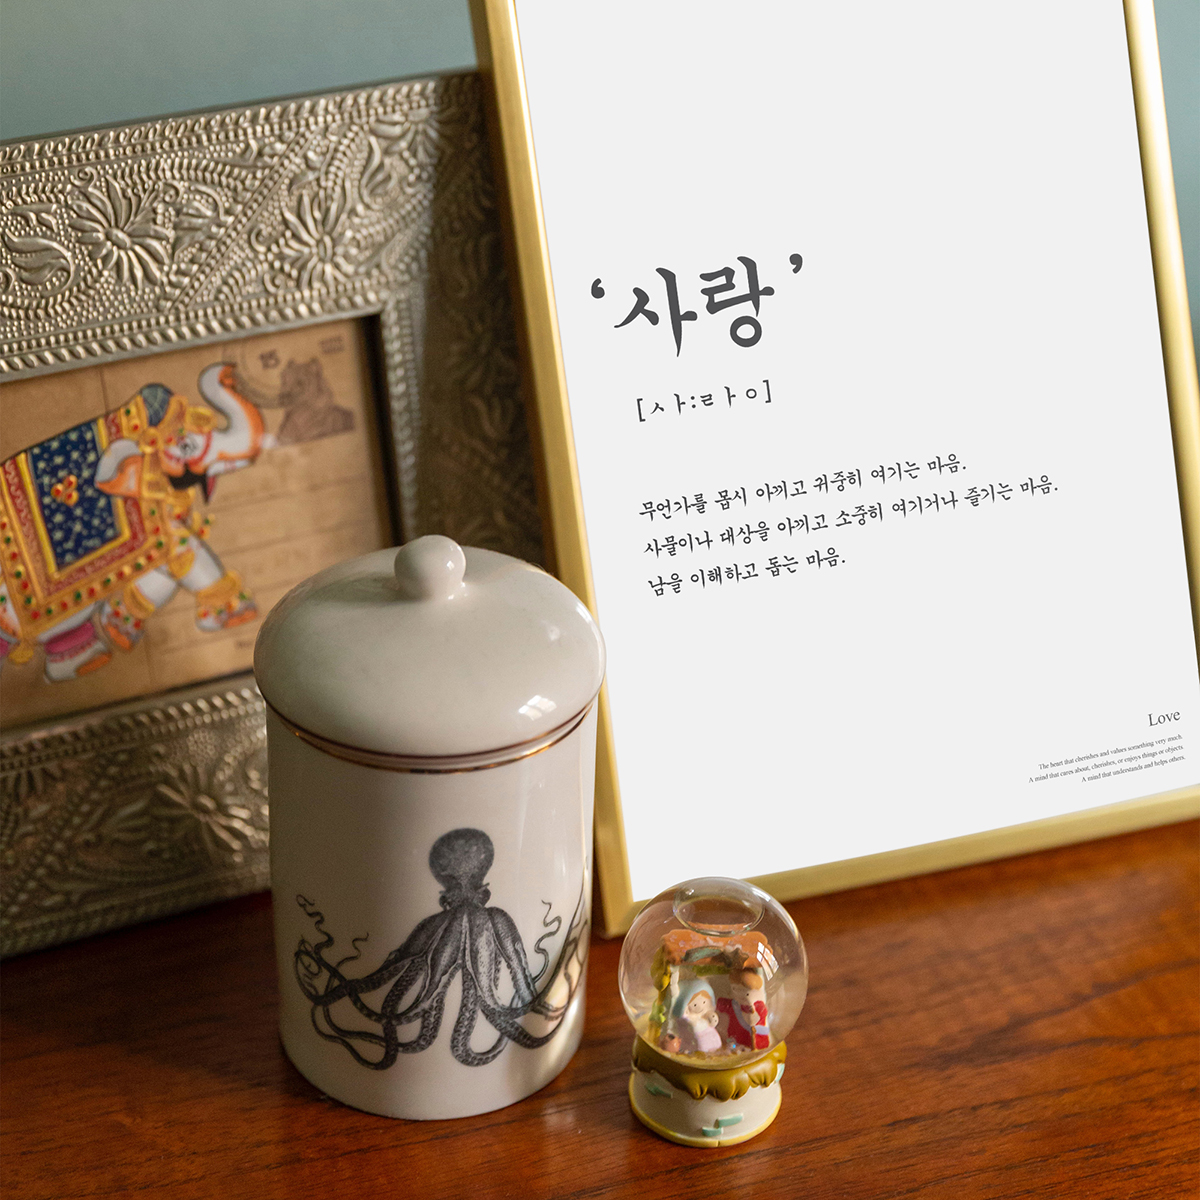 ‘사랑’
[ㅅㅏ:ㄹㅏㅇ]
무언가를 몹시 아끼고 귀중히 여기는 마음.
사물이나 대상을 아끼고 소중히 여기거나 즐기는 마음.
남을 이해하고 돕는 마음.
Love
The heart that cherishes and values something very much
A mind that cares about, cherishes, or enjoys things or objects.
A mind that understands and helps others.